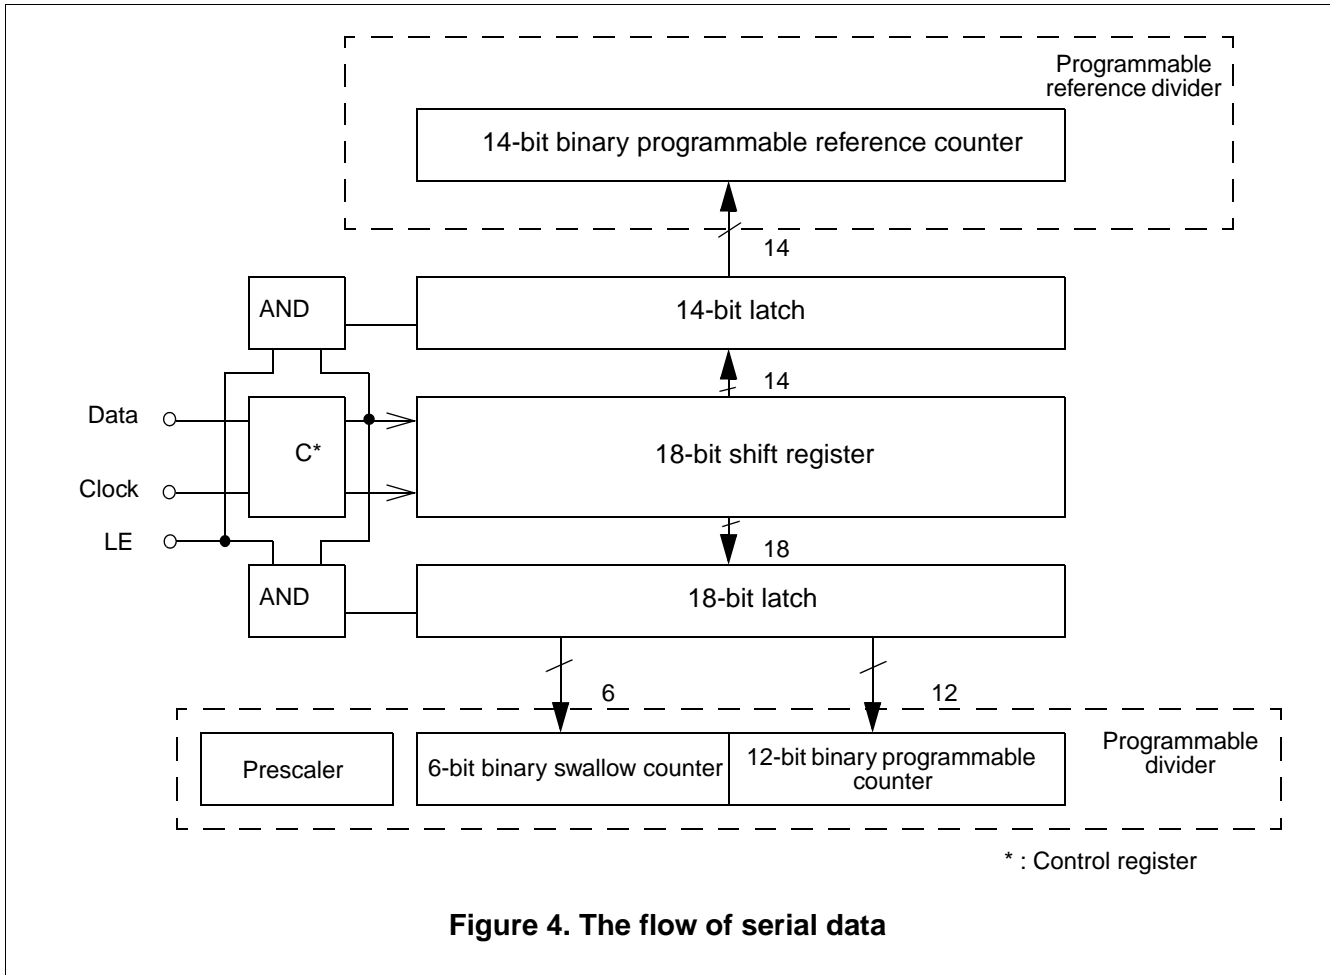 Programmable
reference divider
14-bit binary programmable reference counter
14
AND
14-bit latch
14
Data
C*
18-bit shift register
Clock
LE
18
AND
18-bit latch
6
12
Prescaler
6-bit binary swallow counter
12-bit binary programmable
counter
Programmable
divider
* : Control register
Figure 4. The flow of serial data